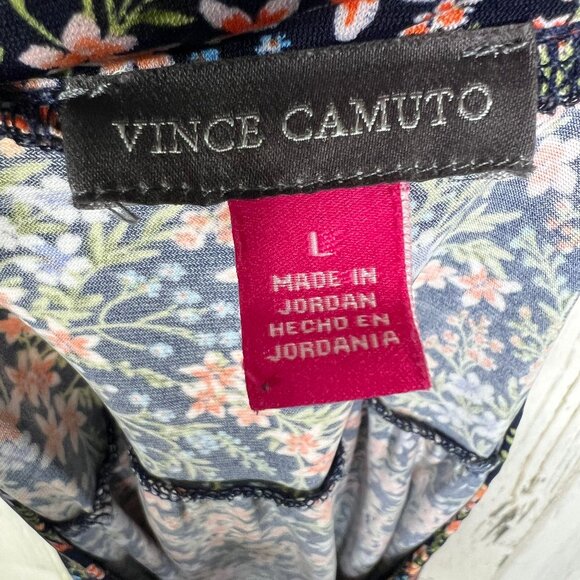 VINCE CAMUTO
L
MADE IN
JORDAN
HECHO EN
JORDANIA